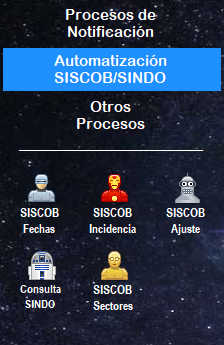 Procesos de
Notificación
Automatización
SISCOB/SINDO
Otros
Procesos
SISCOB
Fechas
SISCOB
Incidencia
SISCOB
Ajuste
Consulta
SINDO
SISCOB
Sectores